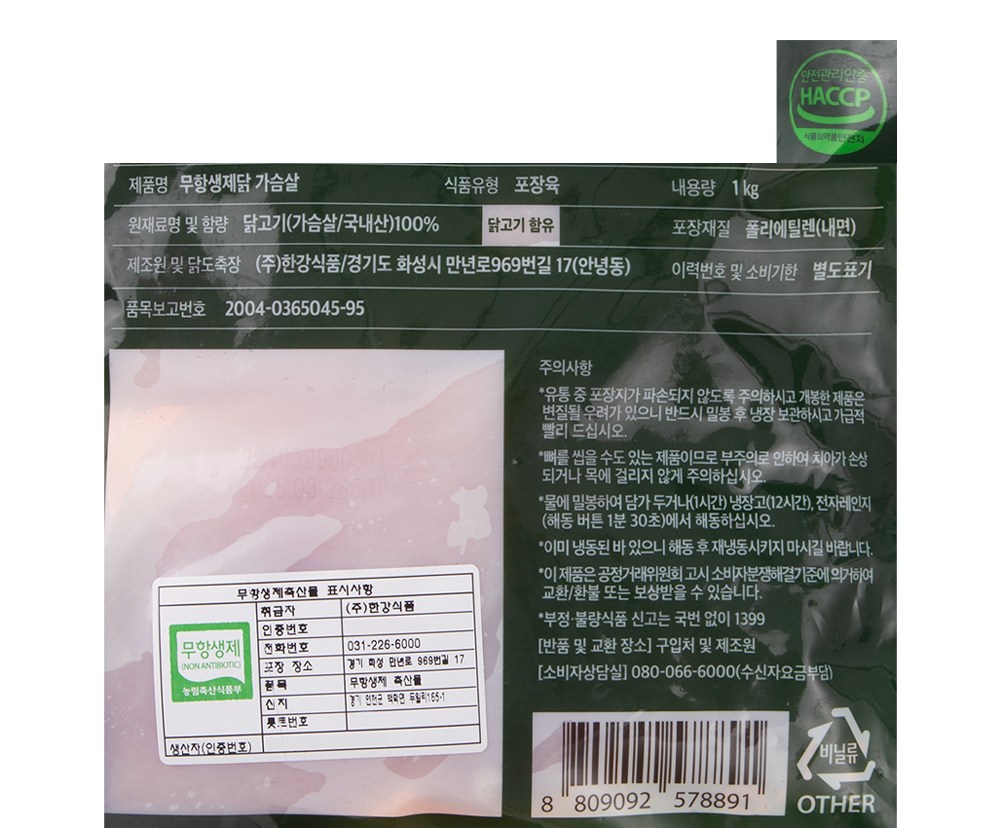 안전관리인증
HACCP
식품의약품안전처
제품명 무항생제닭 가슴살 식품유형 포장육 내용량 1kg
원재료명 및 함량 닭고기(가슴살/국내산)100% 닭고기 함유 포장재질 폴리에틸렌(내면)
제조원 및 닭도축장 (주)한강식품/경기도 화성시 만년로969번길 17(안녕동) 이력번호 및 소비기한 별도표기
품목보고번호 2004-0365045-95
주의사항
*유통 중 포장지가 파손되지 않도록 주의하시고 개봉한 제품은
변질될 우려가 있으니 반드시 밀봉 후 냉장 보관하시고 가급적
빨리 드십시오.
*뼈를 씹을 수도 있는 제품이므로 부주의로 인하여 치아가 손상
되거나 목에 걸리지 않게 주의하십시오.
*물에 밀봉하여 담가 두거나(1시간) 냉장고(12시간), 전자레인지
(해동 버튼 1분 30초)에서 해동하십시오.
*이미 냉동된 바 있으니 해동 후 재냉동시키지 마시길 바랍니다.
*이 제품은 공정거래위원회 고시 소비자분쟁해결기준에 의거하여
교환/환불 또는 보상받을 수 있습니다.
*부정·불량식품 신고는 국번 없이 1399
[반품 및 교환 장소] 구입처 및 제조원
[소비자상담실] 080-066-6000(수신자요금부담)
무항생제축산물 표시사항
무항생제
(NON ANTIBIOTIC)
농림축산식품부
취급자 (주)한강식품
인증번호
전화번호 031-226-6000
포장 장소 경기 화성 만년로 969번길 17
품목 무항생제 축산물
산지 경기 연천군 백학면 두일리165-1
롯트번호
생산자(인증번호)
8 809092 578891
비닐류
OTHER